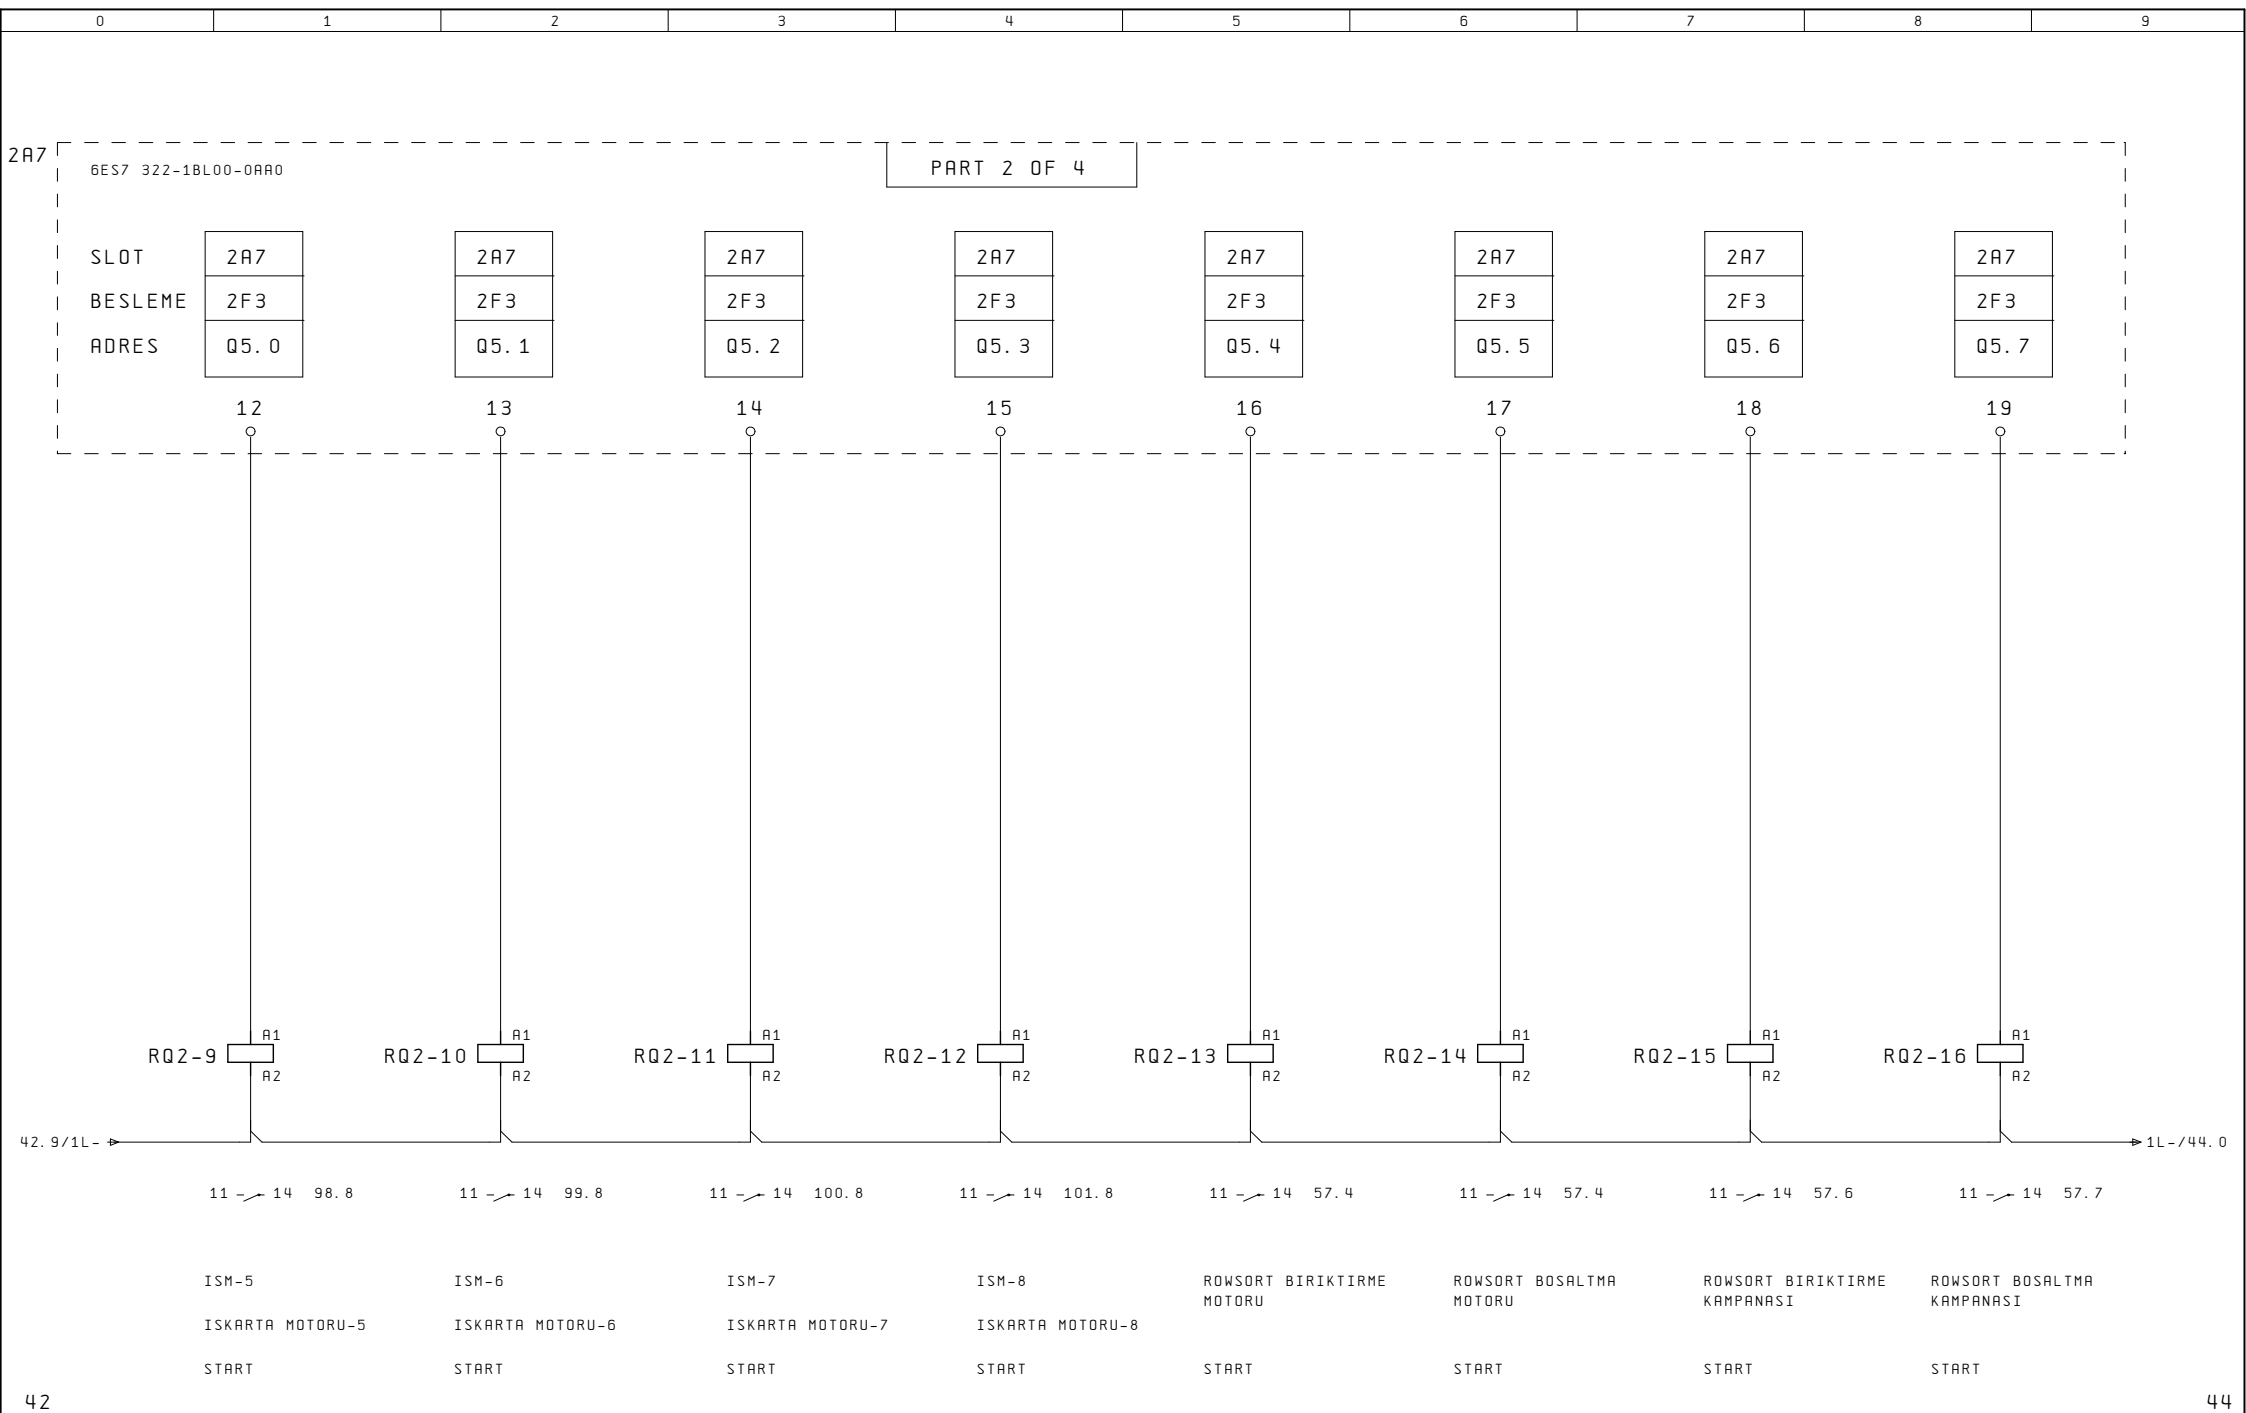 0 1 2 3 4 5 6 7 8 9
2A7
6ES7 322-1BL00-0AA0
PART 2 OF 4
SLOT 2A7 2A7 2A7 2A7 2A7 2A7 2A7 2A7
BESLEME 2F3 2F3 2F3 2F3 2F3 2F3 2F3 2F3
ADRES Q5.0 Q5.1 Q5.2 Q5.3 Q5.4 Q5.5 Q5.6 Q5.7
12 13 14 15 16 17 18 19
A1 A1 A1 A1 A1 A1 A1 A1
RQ2-9 RQ2-10 RQ2-11 RQ2-12 RQ2-13 RQ2-14 RQ2-15 RQ2-16
A2 A2 A2 A2 A2 A2 A2 A2
42.9/1L- 1L-/44.0
11 14 98.8 11 14 99.8 11 14 100.8 11 14 101.8 11 14 57.4 11 14 57.4 11 14 57.6 11 14 57.7
ISM-5 ISM-6 ISM-7 ISM-8 ROWSORT BIRIKTIRME ROWSORT BOSALTMA ROWSORT BIRIKTIRME ROWSORT BOSALTMA
MOTORU MOTORU KAMPANASI KAMPANASI
ISKARTA MOTORU-5 ISKARTA MOTORU-6 ISKARTA MOTORU-7 ISKARTA MOTORU-8
START START START START START START START START
42 44